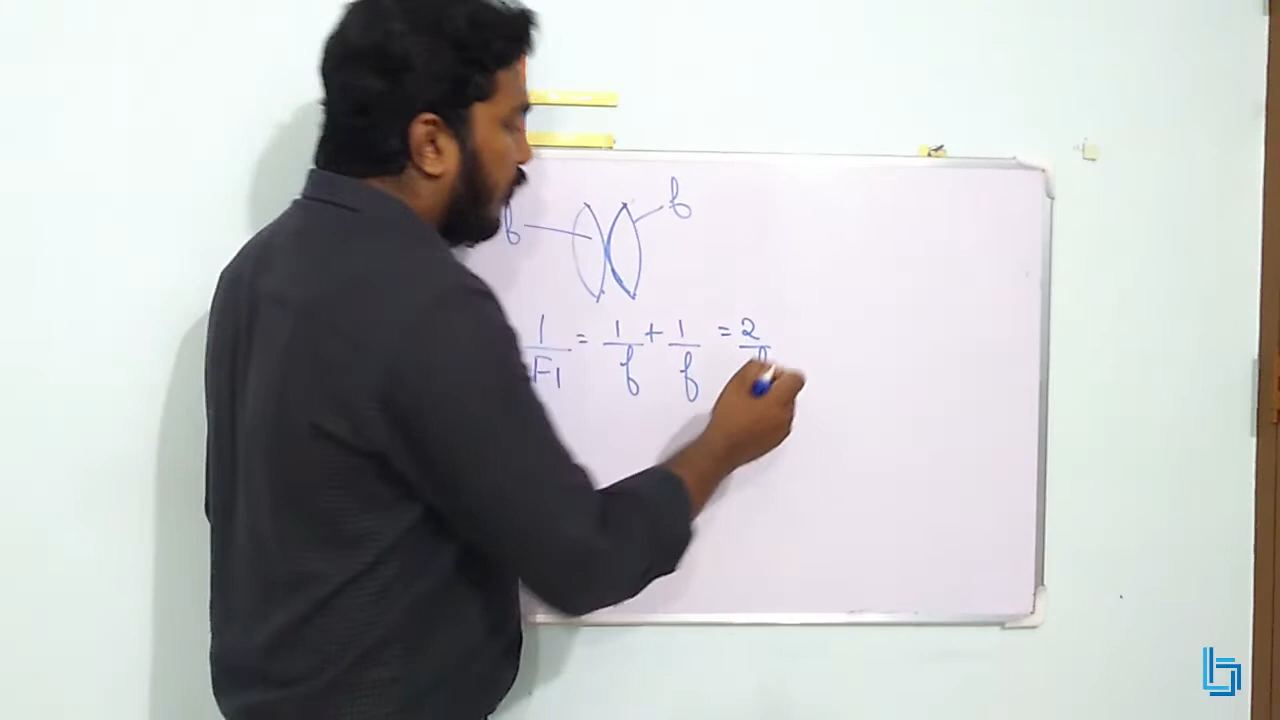 f f
1/F1 = 1/f + 1/f = 2/f